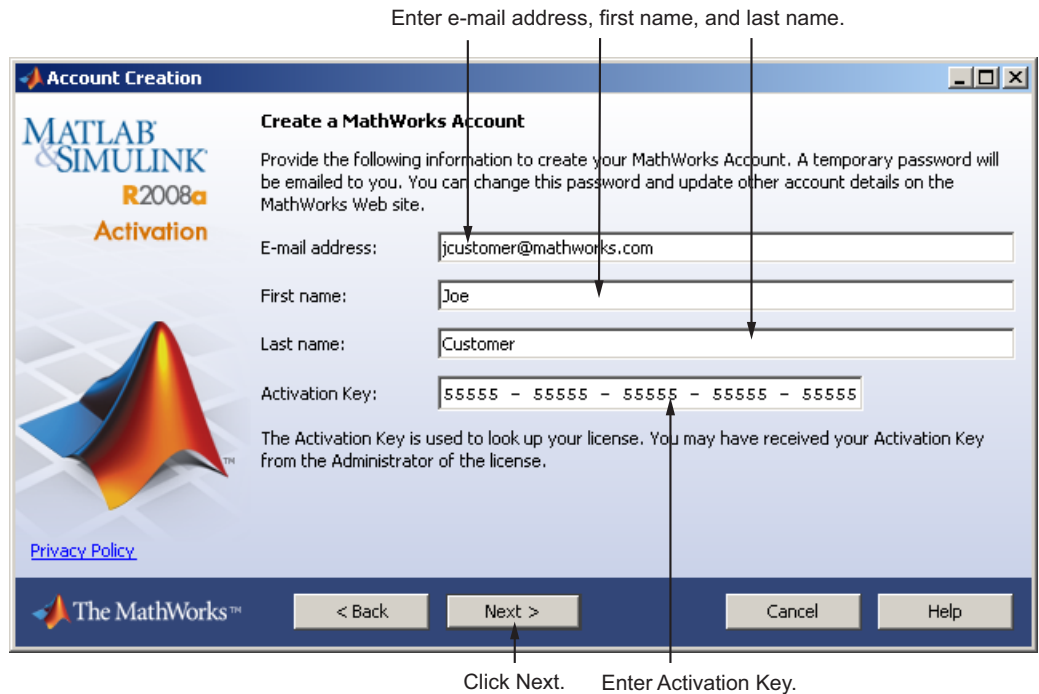 Enter e-mail address, first name, and last name.
Account Creation
MATLAB
&SIMULINK
R2008a
Activation
Create a MathWorks Account
Provide the following information to create your MathWorks Account. A temporary password will
be emailed to you. You can change this password and update other account details on the
MathWorks Web site.
E-mail address: jcustomer@mathworks.com
First name: Joe
Last name: Customer
Activation Key: 55555 - 55555 - 55555 - 55555 - 55555
The Activation Key is used to look up your license. You may have received your Activation Key
from the Administrator of the license.
TM
Privacy Policy
The MathWorks™ < Back Next > Cancel Help
Click Next. Enter Activation Key.